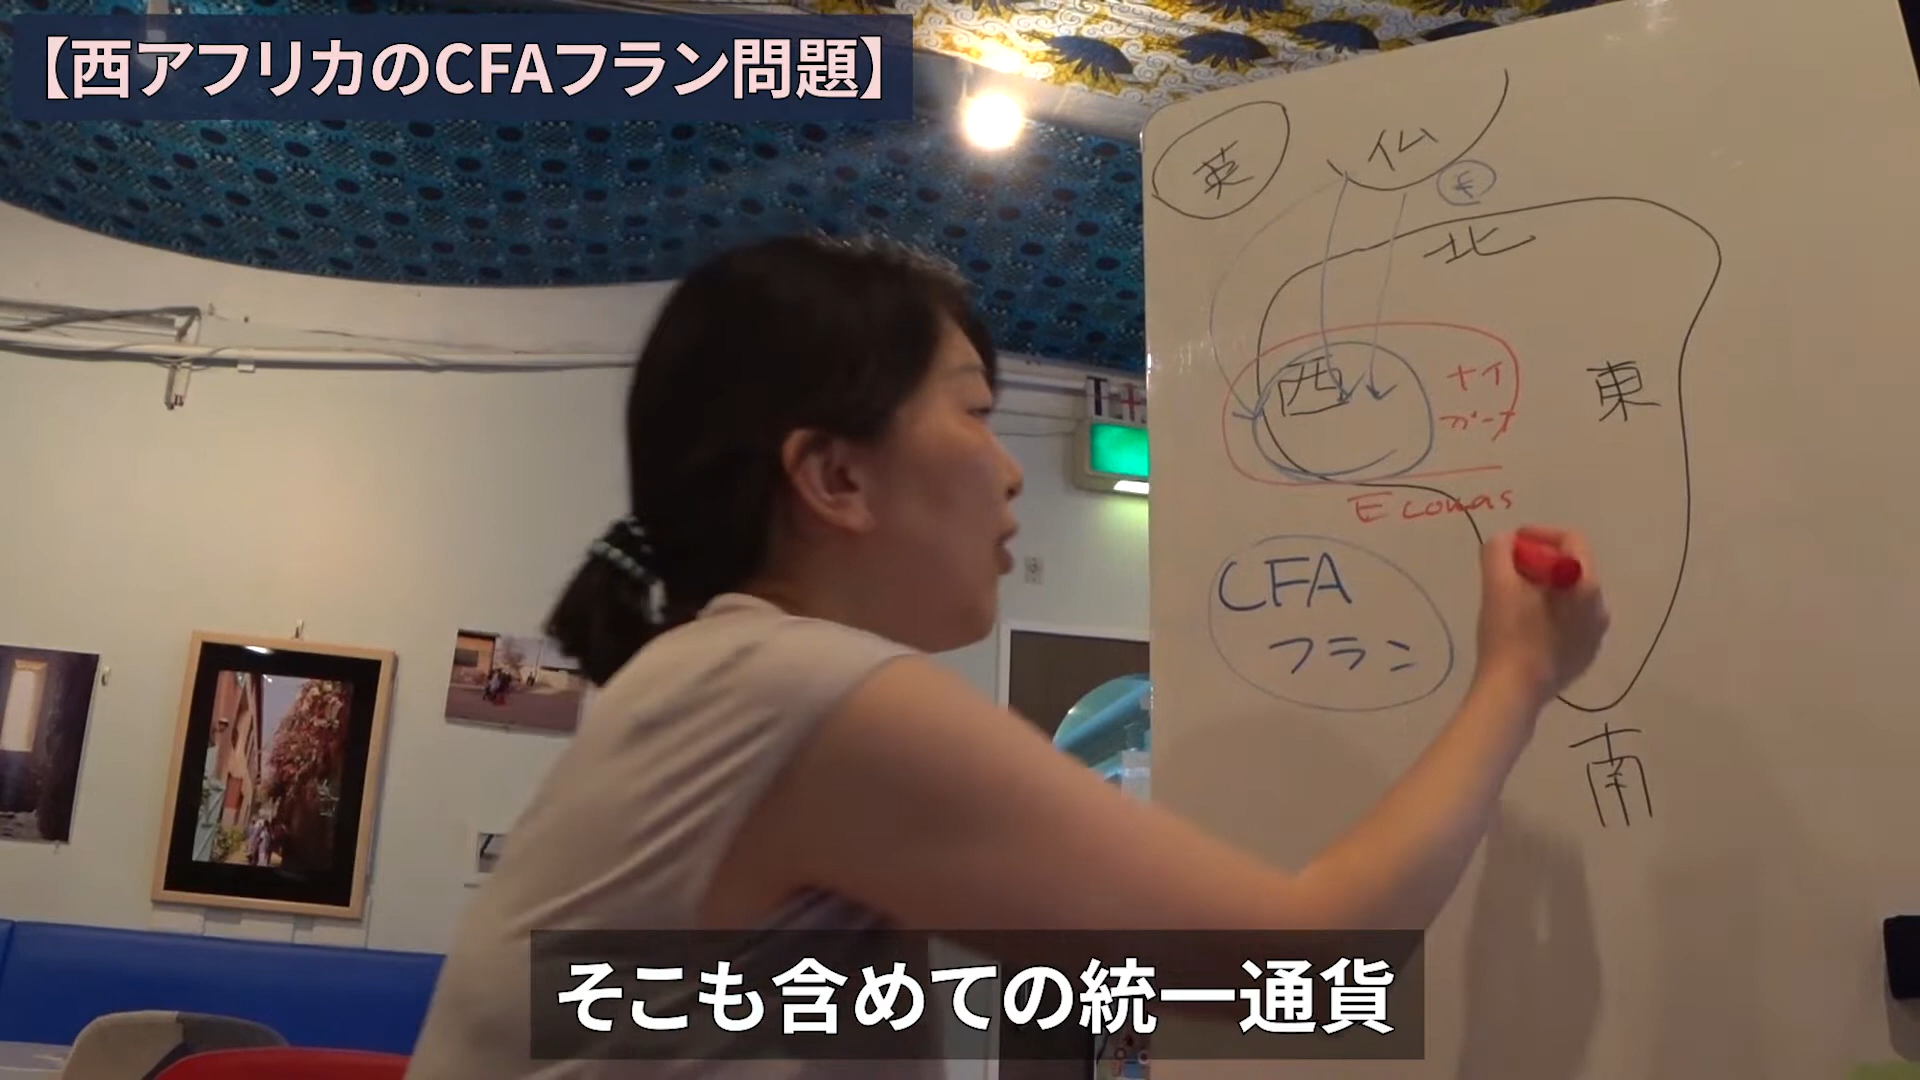 【西アフリカのCFAフラン問題】
英
仏
€
北
西
ナイ
ガーナ
東
Ecowas
CFA
フラン
南
そこも含めての統一通貨